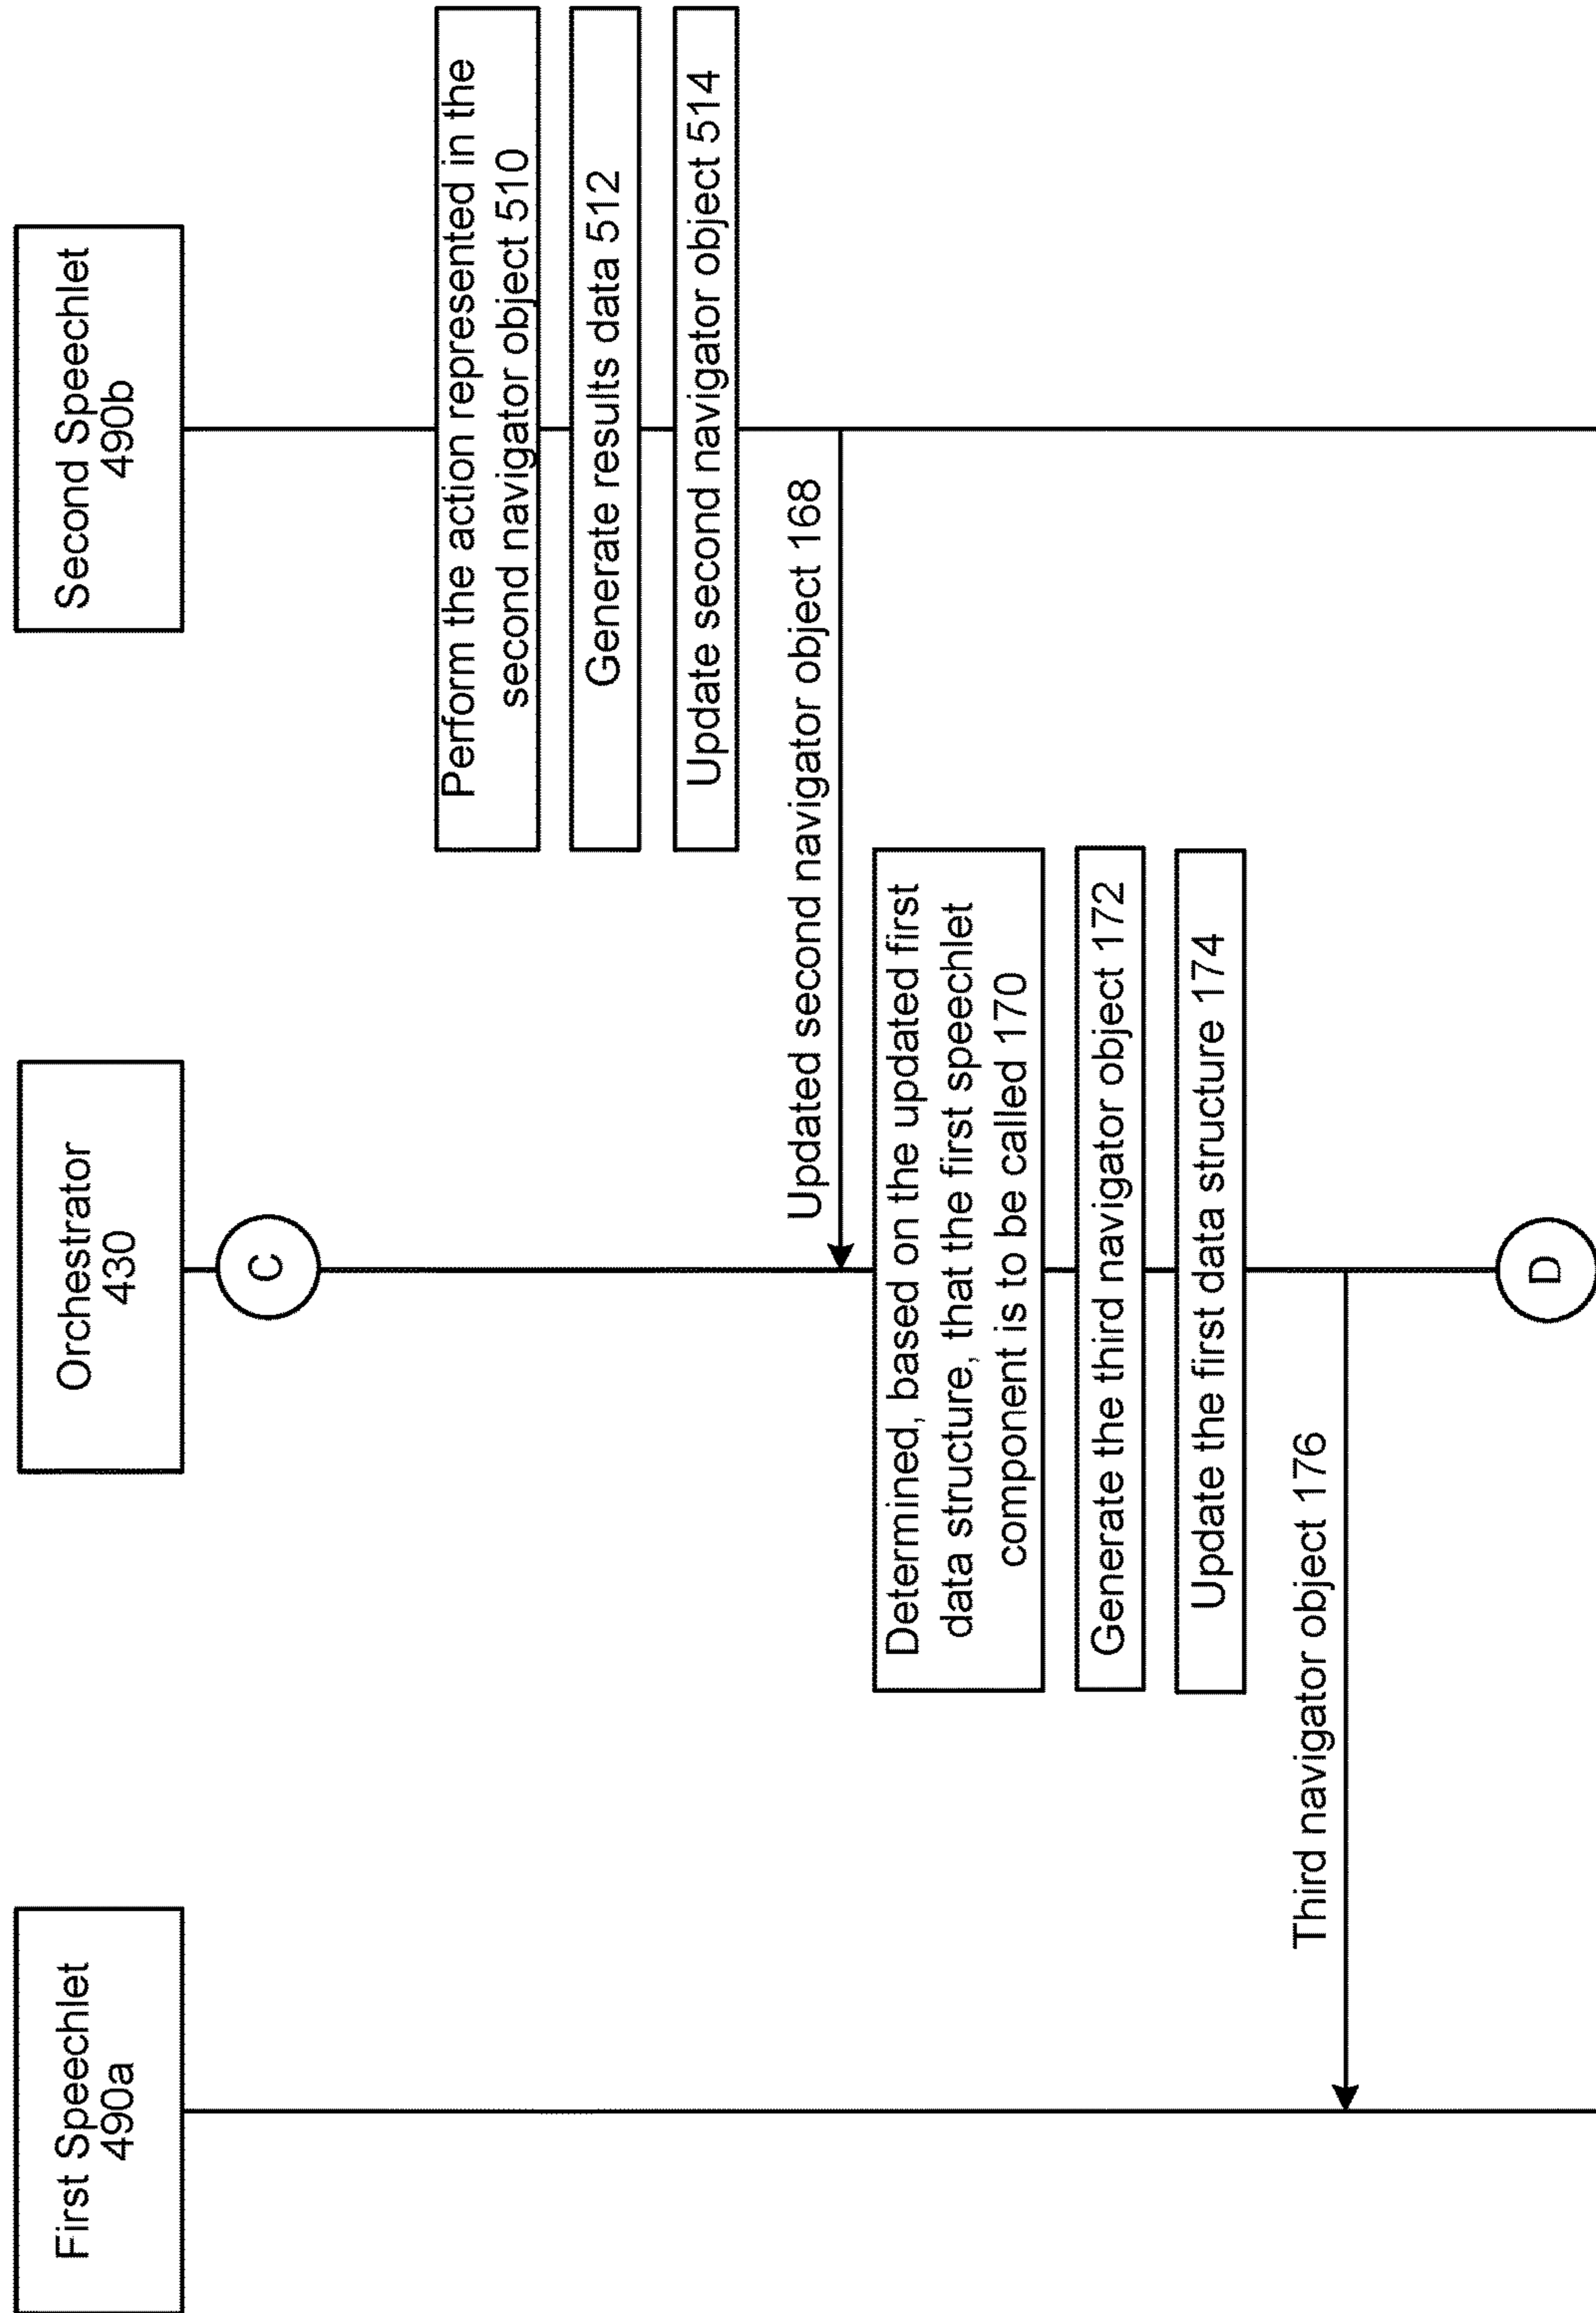 First Speechlet
490a
Orchestrator
430
Second Speechlet
490b
C
Perform the action represented in the
second navigator object 510
Generate results data 512
Update second navigator object 514
Updated second navigator object 168
Determined, based on the updated first
data structure, that the first speechlet
component is to be called 170
Generate the third navigator object 172
Update the first data structure 174
Third navigator object 176
D